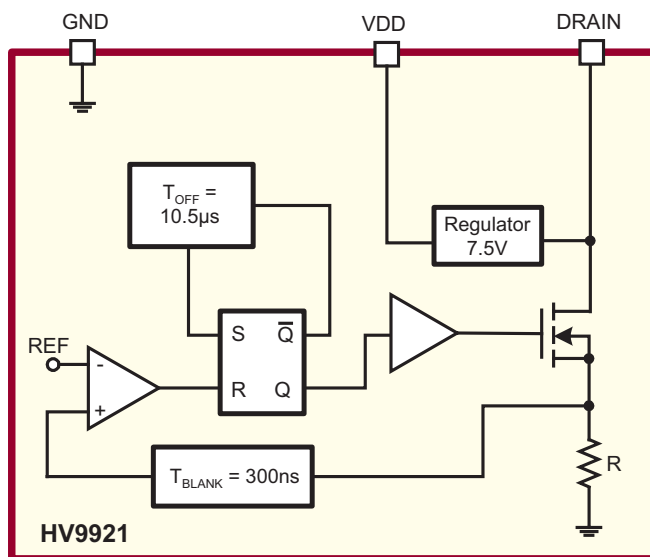 GND
VDD
DRAIN
T_OFF =
10.5µs
Regulator
7.5V
S
Q̅
REF
-
R
Q
+
T_BLANK = 300ns
R
HV9921